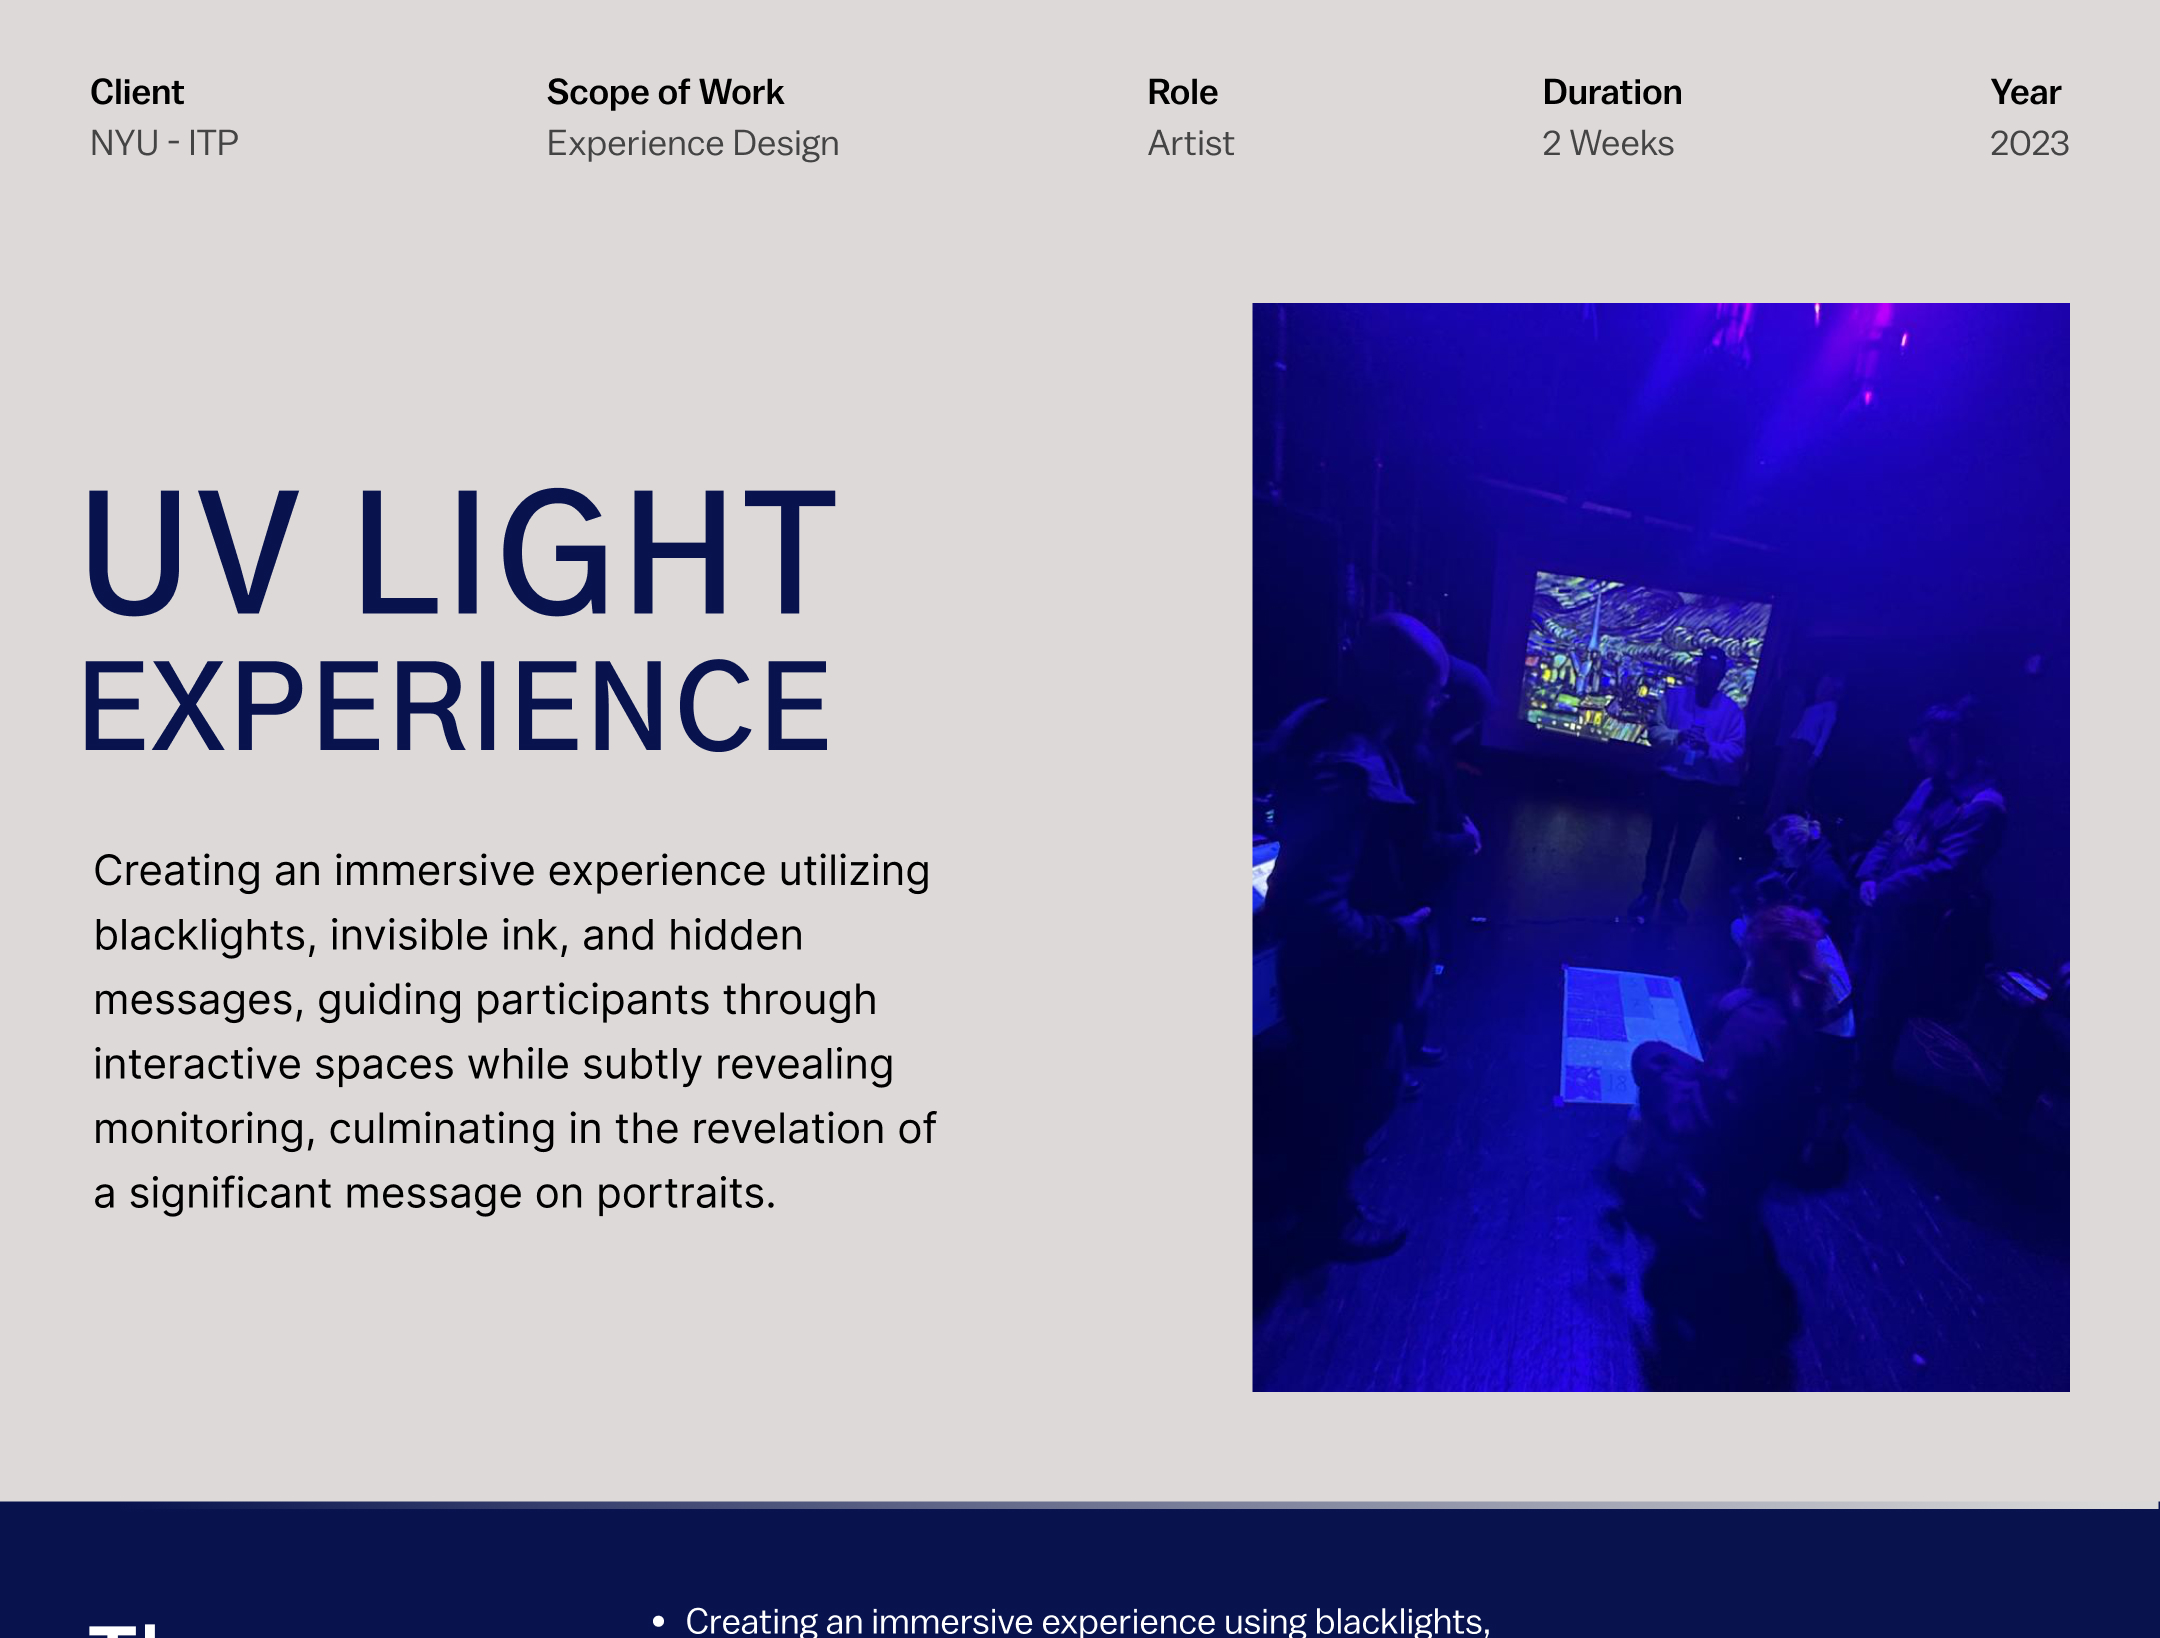 Client
NYU - ITP
Scope of Work
Experience Design
Role
Artist
Duration
2 Weeks
Year
2023
UV LIGHT
EXPERIENCE
Creating an immersive experience utilizing
blacklights, invisible ink, and hidden
messages, guiding participants through
interactive spaces while subtly revealing
monitoring, culminating in the revelation of
a significant message on portraits.
• Creating an immersive experience using blacklights,